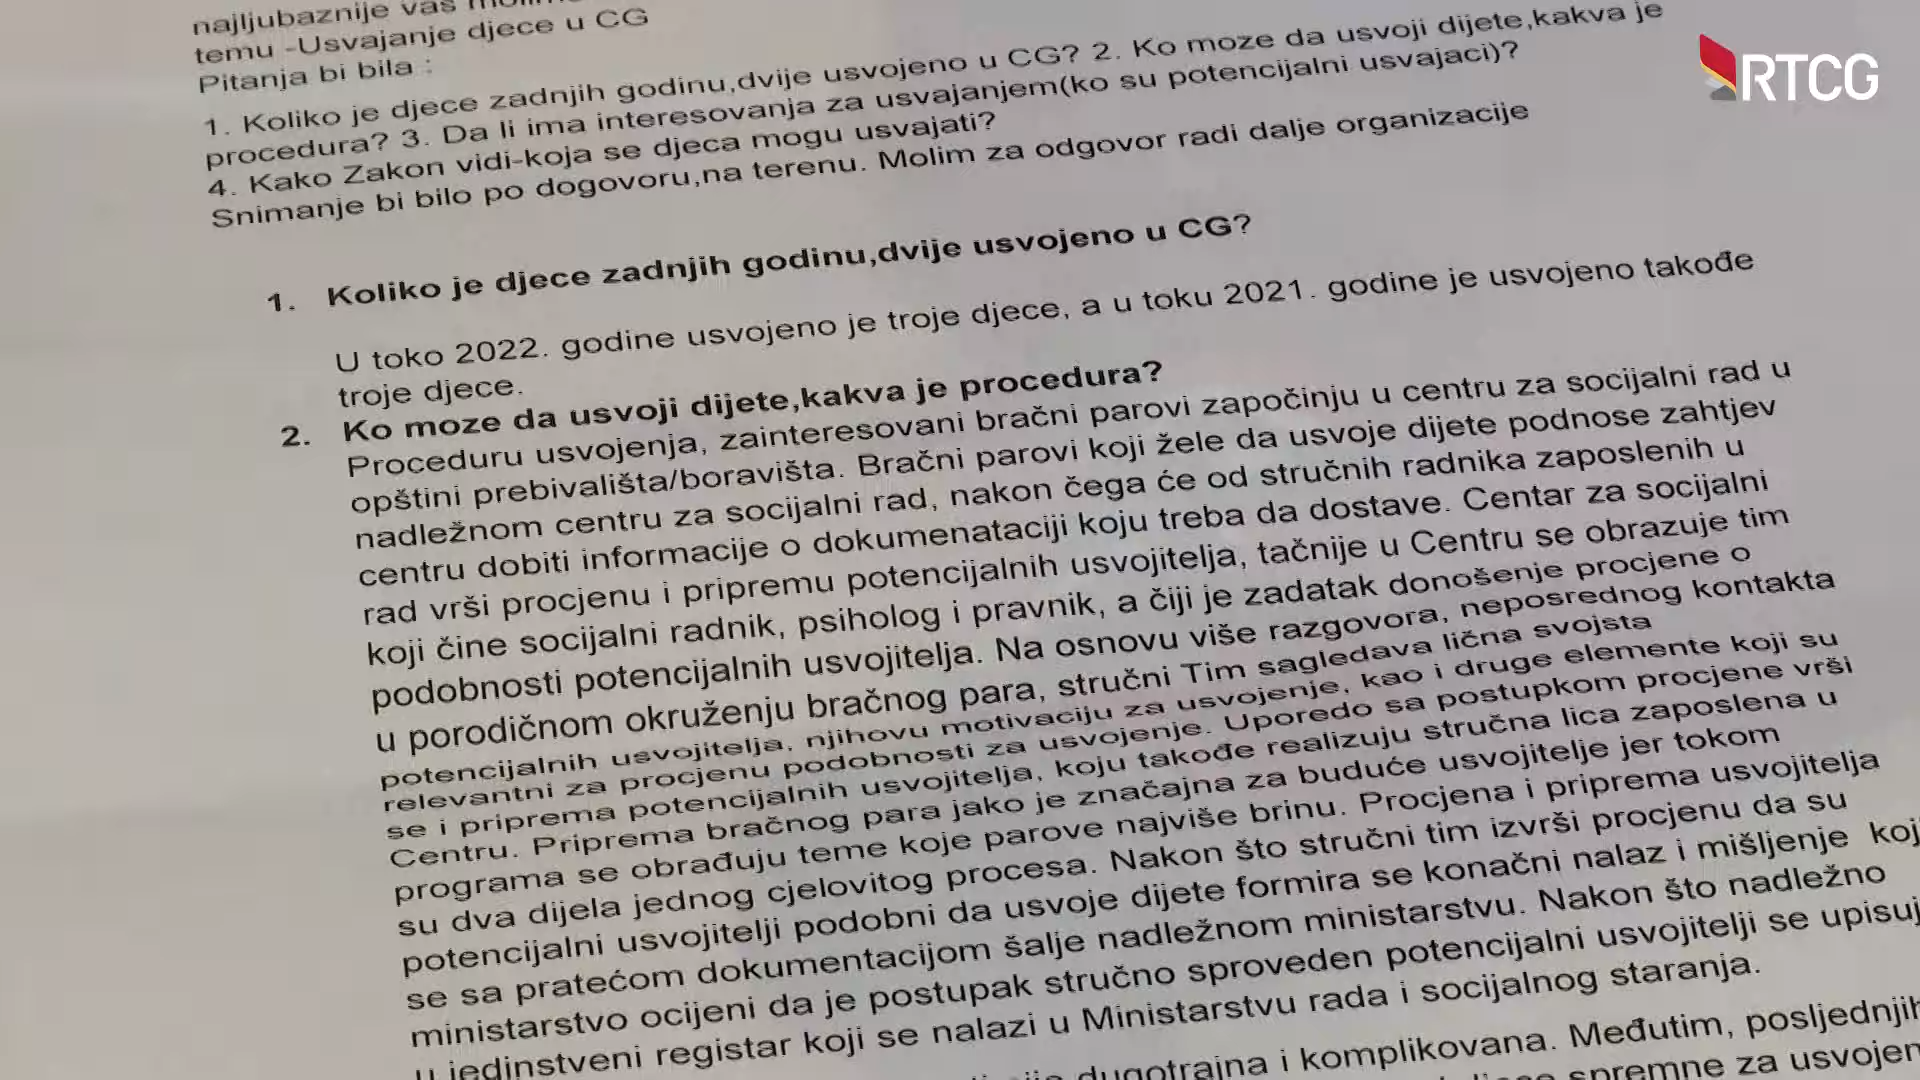 najljubaznije vas
temu -Usvajanje djece u CG
Pitanja bi bila :
1. Koliko je djece zadnjih godinu,dvije usvojeno u CG? 2. Ko moze da usvoji dijete,kakva je
procedura? 3. Da li ima interesovanja za usvajanjem(ko su potencijalni usvajaci)?
4. Kako Zakon vidi-koja se djeca mogu usvajati?
Snimanje bi bilo po dogovoru,na terenu. Molim za odgovor radi dalje organizacije
RTCG
1. Koliko je djece zadnjih godinu,dvije usvojeno u CG?
U toko 2022. godine usvojeno je troje djece, a u toku 2021. godine je usvojeno takođe
troje djece.
2. Ko moze da usvoji dijete,kakva je procedura?
Proceduru usvojenja, zainteresovani bračni parovi započinju u centru za socijalni rad u
opštini prebivališta/boravišta. Bračni parovi koji žele da usvoje dijete podnose zahtjev
nadležnom centru za socijalni rad, nakon čega će od stručnih radnika zaposlenih u
centru dobiti informacije o dokumenataciji koju treba da dostave. Centar za socijalni
rad vrši procjenu i pripremu potencijalnih usvojitelja, tačnije u Centru se obrazuje tim
koji čine socijalni radnik, psiholog i pravnik, a čiji je zadatak donošenje procjene o
podobnosti potencijalnih usvojitelja. Na osnovu više razgovora, neposrednog kontakta
u porodičnom okruženju bračnog para, stručni Tim sagledava lična svojsta
potencijalnih usvojitelja, njihovu motivaciju za usvojenje, kao i druge elemente koji su
relevantni za procjenu podobnosti za usvojenje. Uporedo sa postupkom procjene vrši
se i priprema potencijalnih usvojitelja, koju takođe realizuju stručna lica zaposlena u
Centru. Priprema bračnog para jako je značajna za buduće usvojitelje jer tokom
programa se obrađuju teme koje parove najviše brinu. Procjena i priprema usvojitelja
su dva dijela jednog cjelovitog procesa. Nakon što stručni tim izvrši procjenu da su
potencijalni usvojitelji podobni da usvoje dijete formira se konačni nalaz i mišljenje koj
se sa pratećom dokumentacijom šalje nadležnom ministarstvu. Nakon što nadležno
ministarstvo ocijeni da je postupak stručno sproveden potencijalni usvojitelji se upisuj
u jedinstveni registar koji se nalazi u Ministarstvu rada i socijalnog staranja.
dugotrajna i komplikovana. Međutim, posljednjih
spremne za usvojen